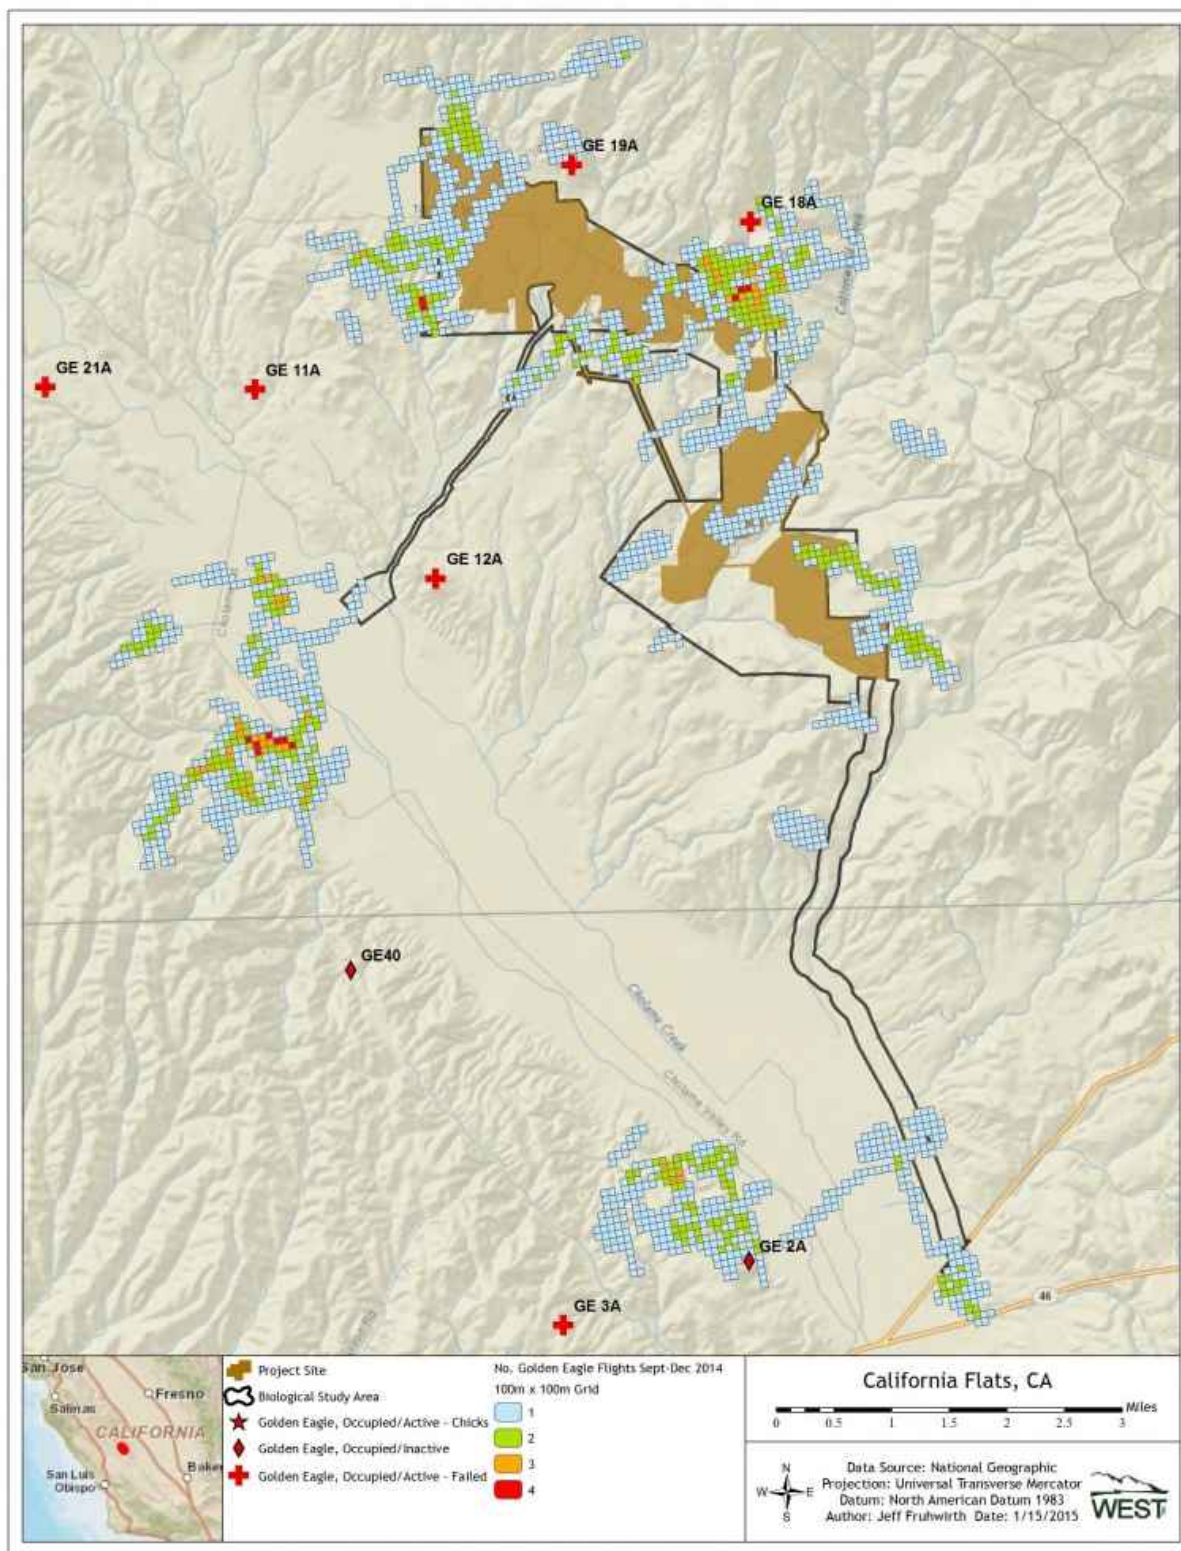 GE 19A
GE 18A
GE 21A
GE 11A
GE 12A
GE40
Cholame Creek
Cholame Valley Rd
GE 2A
GE 3A
46
San Jose
Salinas
Fresno
CALIFORNIA
San Luis
Obispo
Baker
Project Site
Biological Study Area
Golden Eagle, Occupied/Active - Chicks
Golden Eagle, Occupied/Inactive
Golden Eagle, Occupied/Active - Failed
No. Golden Eagle Flights Sept-Dec 2014
100m x 100m Grid
1
2
3
4
California Flats, CA
Miles
0 0.5 1 1.5 2 2.5 3
N
W E
S
Data Source: National Geographic
Projection: Universal Transverse Mercator
Datum: North American Datum 1983
Author: Jeff Fruhwirth Date: 1/15/2015
WEST